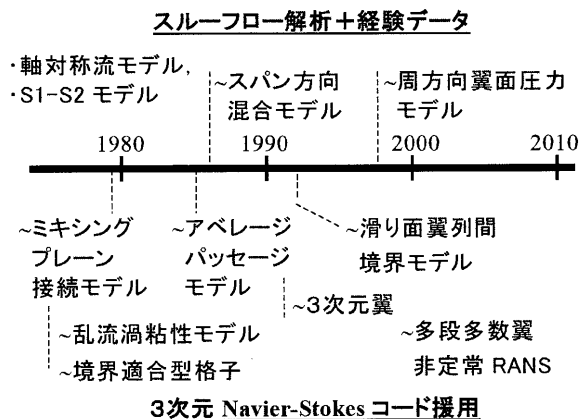 スルーフロー解析+経験データ
・軸対称流モデル,
・S1-S2 モデル
~スパン方向
混合モデル
~周方向翼面圧力
モデル
1980
1990
2000
2010
~ミキシング
プレーン
接続モデル
~アベレージ
パッセージ
モデル
~滑り面翼列間
境界モデル
~3次元翼
~乱流渦粘性モデル
~境界適合型格子
~多段多数翼
非定常 RANS
3次元 Navier-Stokes コード援用